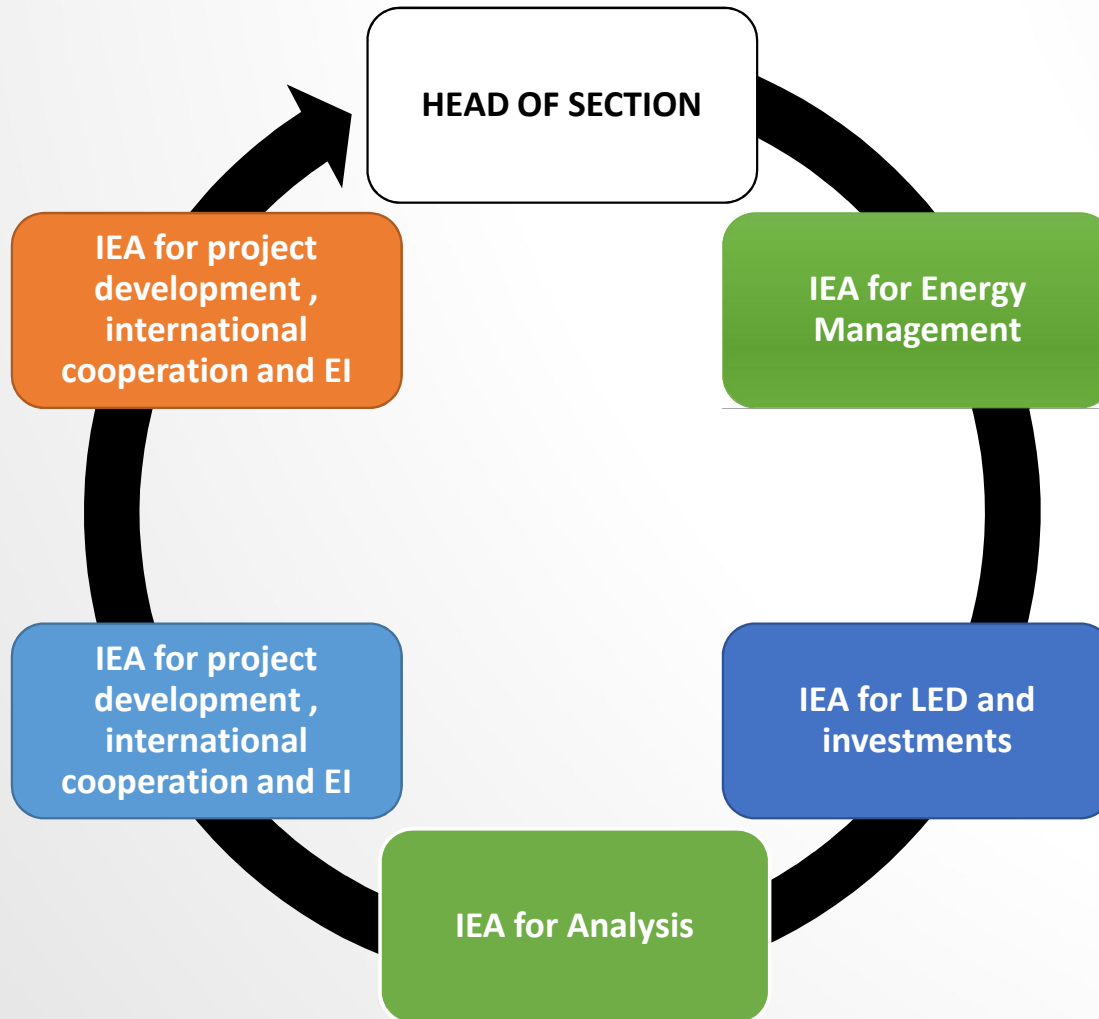 HEAD OF SECTION
IEA for Energy
Management
IEA for LED and
investments
IEA for Analysis
IEA for project
development ,
international
cooperation and EI
IEA for project
development ,
international
cooperation and EI